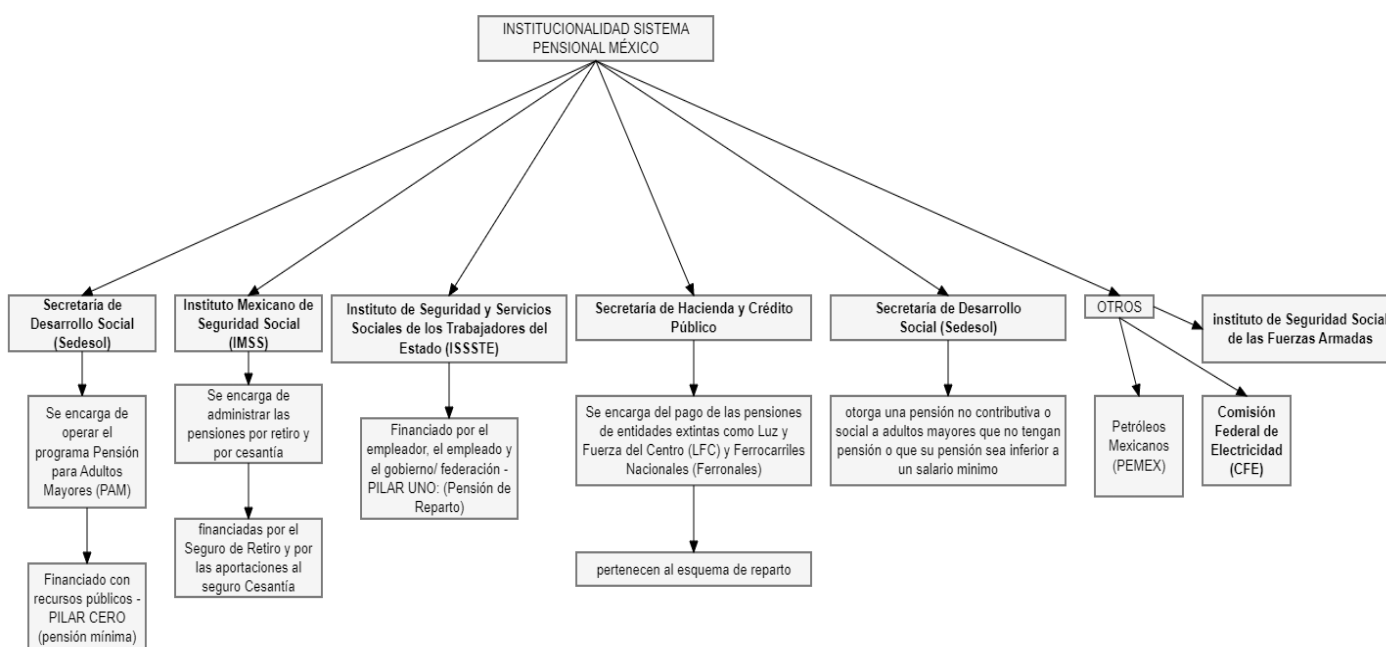 INSTITUCIONALIDAD SISTEMA
PENSIONAL MÉXICO
Secretaría de
Desarrollo Social
(Sedesol)
Instituto Mexicano de
Seguridad Social
(IMSS)
Instituto de Seguridad y Servicios
Sociales de los Trabajadores del
Estado (ISSSTE)
Secretaría de Hacienda y Crédito
Público
Secretaría de Desarrollo
Social (Sedesol)
OTROS
instituto de Seguridad Social
de las Fuerzas Armadas
Se encarga de
operar el
programa Pensión
para Adultos
Mayores (PAM)
Se encarga de
administrar las
pensiones por retiro y
por cesantía
Financiado por el
empleador, el empleado y
el gobierno/ federación -
PILAR UNO: (Pensión de
Reparto)
Se encarga del pago de las pensiones
de entidades extintas como Luz y
Fuerza del Centro (LFC) y Ferrocarriles
Nacionales (Ferronales)
otorga una pensión no contributiva o
social a adultos mayores que no tengan
pensión o que su pensión sea inferior a
un salario minimo
Petróleos
Mexicanos
(PEMEX)
Comisión
Federal de
Electricidad
(CFE)
Financiado con
recursos públicos -
PILAR CERO
(pensión mínima)
financiadas por el
Seguro de Retiro y por
las aportaciones al
seguro Cesantía
pertenecen al esquema de reparto